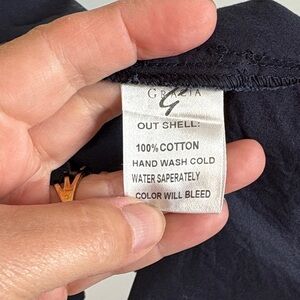 GRAZIA
OUT SHELL:
100% COTTON
HAND WASH COLD
WATER SAPERATELY
COLOR WILL BLEED